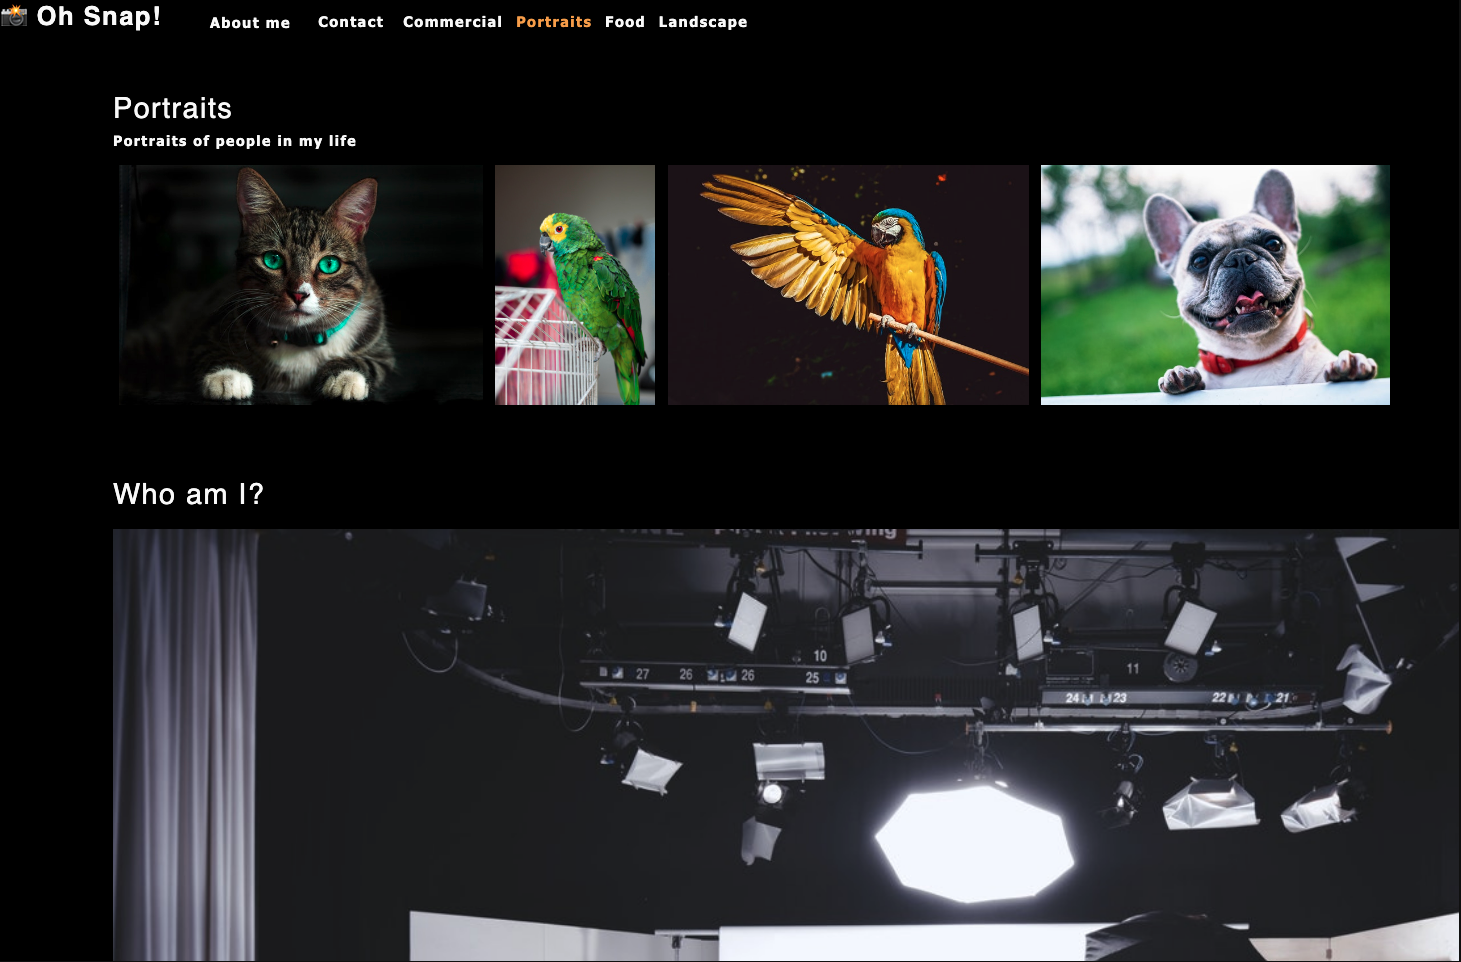 📸 Oh Snap!
About me Contact Commercial Portraits Food Landscape
Portraits
Portraits of people in my life
Who am I?
10
27 26 26 25
11
24 23 22 21